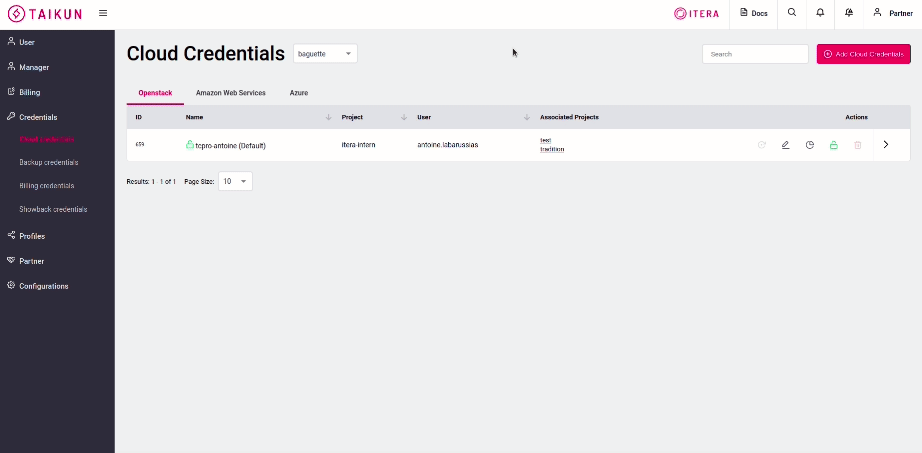 TAIKUN
ITERA
Docs
Partner
User
Manager
Billing
Credentials
Backup credentials
Billing credentials
Showback credentials
Profiles
Partner
Configurations
Cloud Credentials
baguette
Search
Add Cloud Credentials
Openstack Amazon Web Services Azure
ID Name Project User Associated Projects Actions
659 tcpro-antoine (Default) itera-intern antoine.labarussias test
tradition
Results: 1 - 1 of 1 Page Size: 10